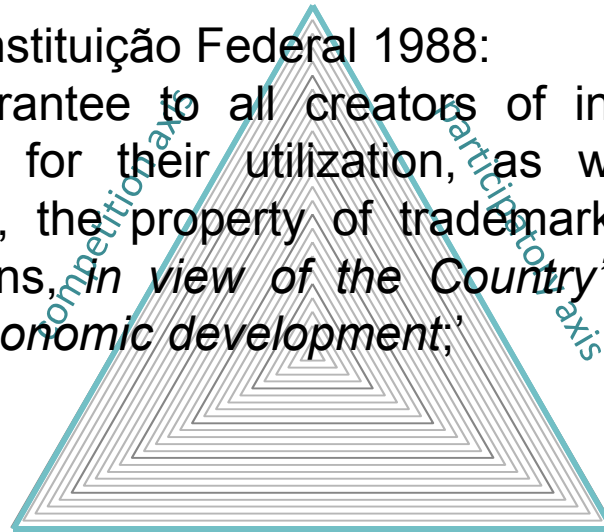 nstituição Federal 1988:
rantee to all creators of in
for their utilization, as w
, the property of trademark
ns, in view of the Country'
onomic development;'
competition axis
participatory axis